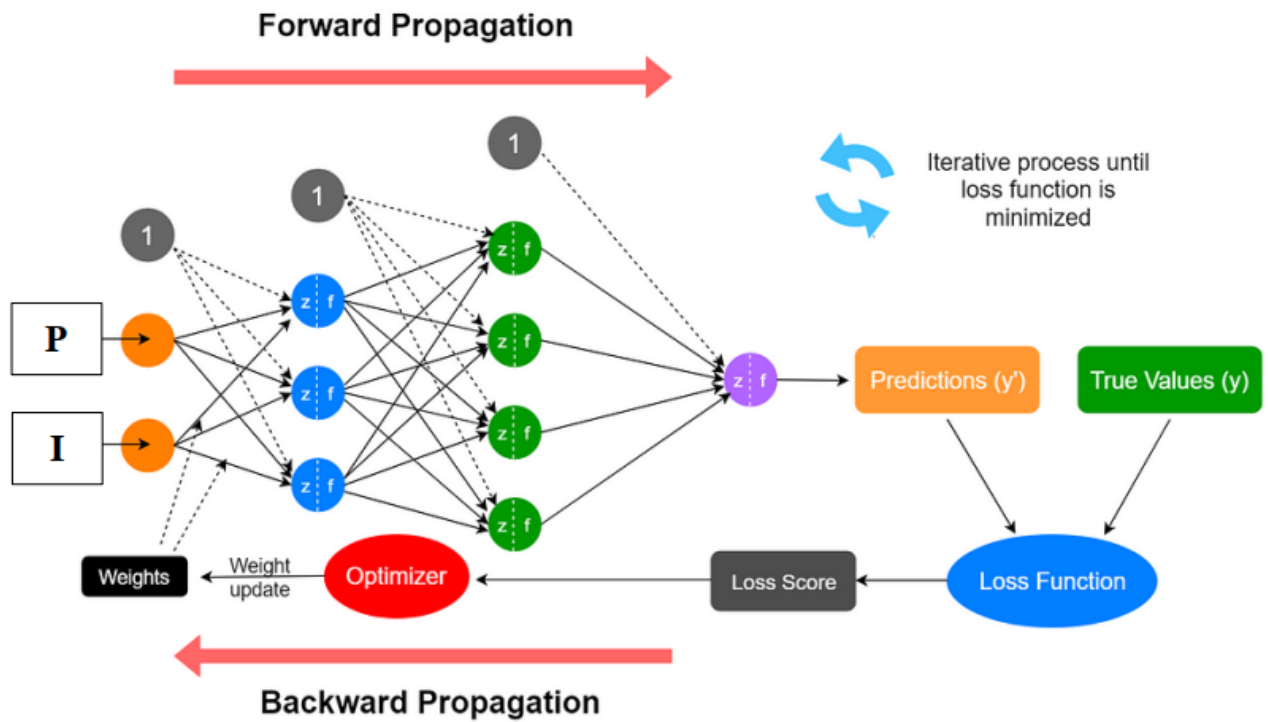 Forward Propagation
1
1
1
Iterative process until
loss function is
minimized
z f
z f
P
z f
z f
z f
Predictions (y')
True Values (y)
z f
I
z f
z f
z f
Weights
Weight
update
Optimizer
Loss Score
Loss Function
Backward Propagation